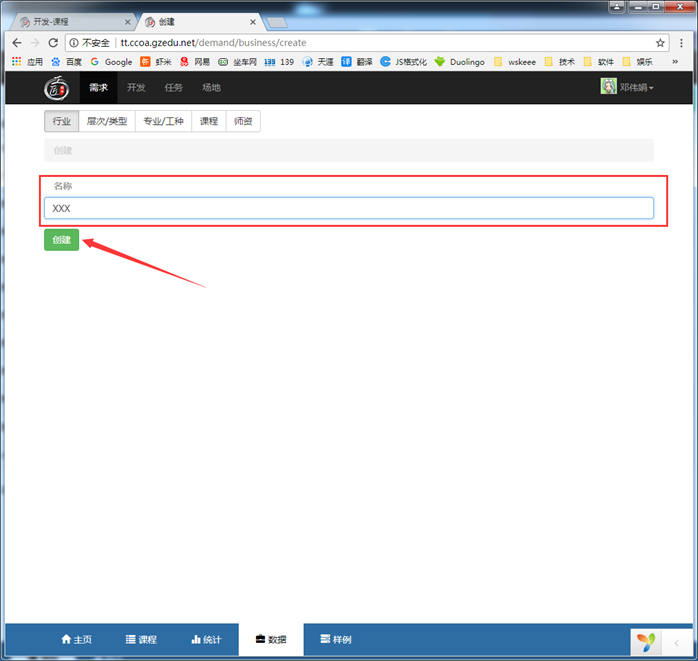 开发-课程
创建
不安全 | tt.ccoa.gzedu.net/demand/business/create
应用 百度 Google 虾米 网易 坐车网 139 139 天涯 译 翻译 JS格式化 Duolingo wskeee 技术 软件 娱乐 »
需求 开发 任务 场地 邓伟娟
行业 层次/类型 专业/工种 课程 师资
创建
名称
XXX
创建
主页 课程 统计 数据 样例